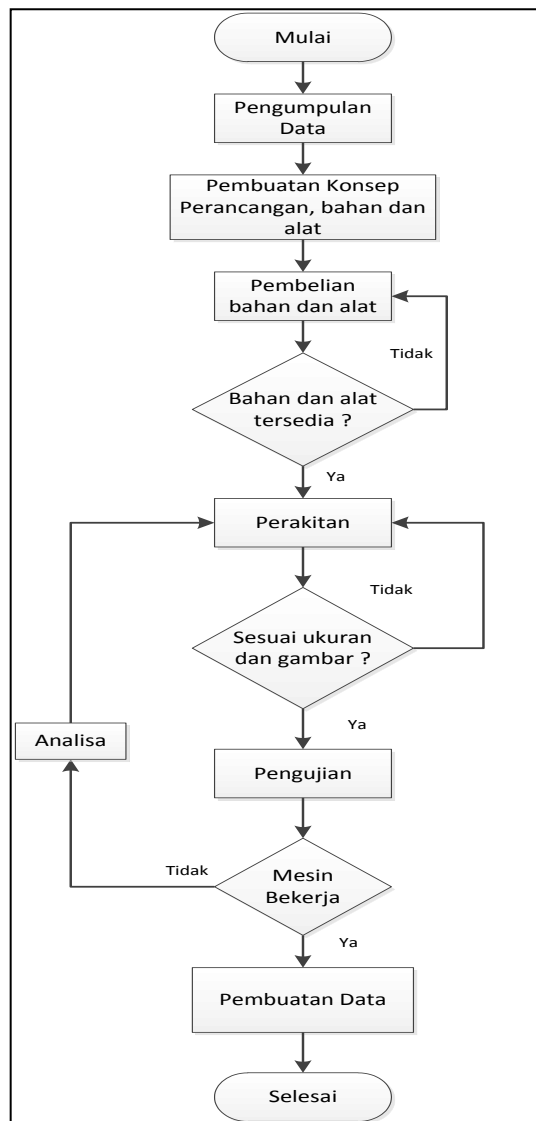 Mulai
Pengumpulan
Data
Pembuatan Konsep
Perancangan, bahan dan
alat
Pembelian
bahan dan alat
Tidak
Bahan dan alat
tersedia ?
Ya
Perakitan
Tidak
Sesuai ukuran
dan gambar ?
Ya
Analisa
Pengujian
Tidak
Mesin
Bekerja
Ya
Pembuatan Data
Selesai